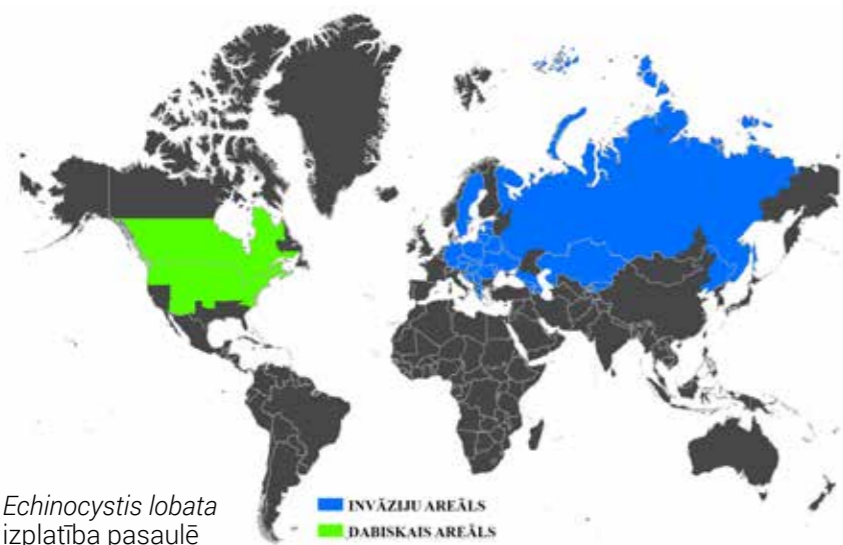 Echinocystis lobata
izplatība pasaulē
INVĀZIJU AREĀLS
DABISKAIS AREĀLS